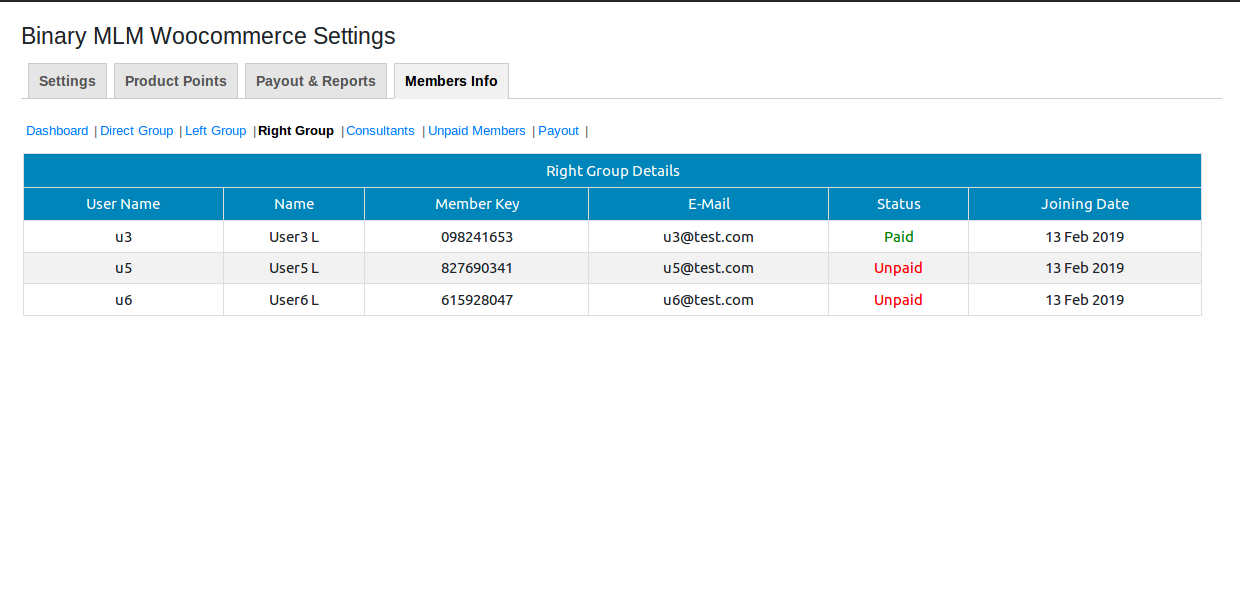 Binary MLM Woocommerce Settings
Settings Product Points Payout & Reports Members Info
Dashboard | Direct Group | Left Group | Right Group | Consultants | Unpaid Members | Payout |
Right Group Details
User Name Name Member Key E-Mail Status Joining Date
u3 User3 L 098241653 u3@test.com Paid 13 Feb 2019
u5 User5 L 827690341 u5@test.com Unpaid 13 Feb 2019
u6 User6 L 615928047 u6@test.com Unpaid 13 Feb 2019